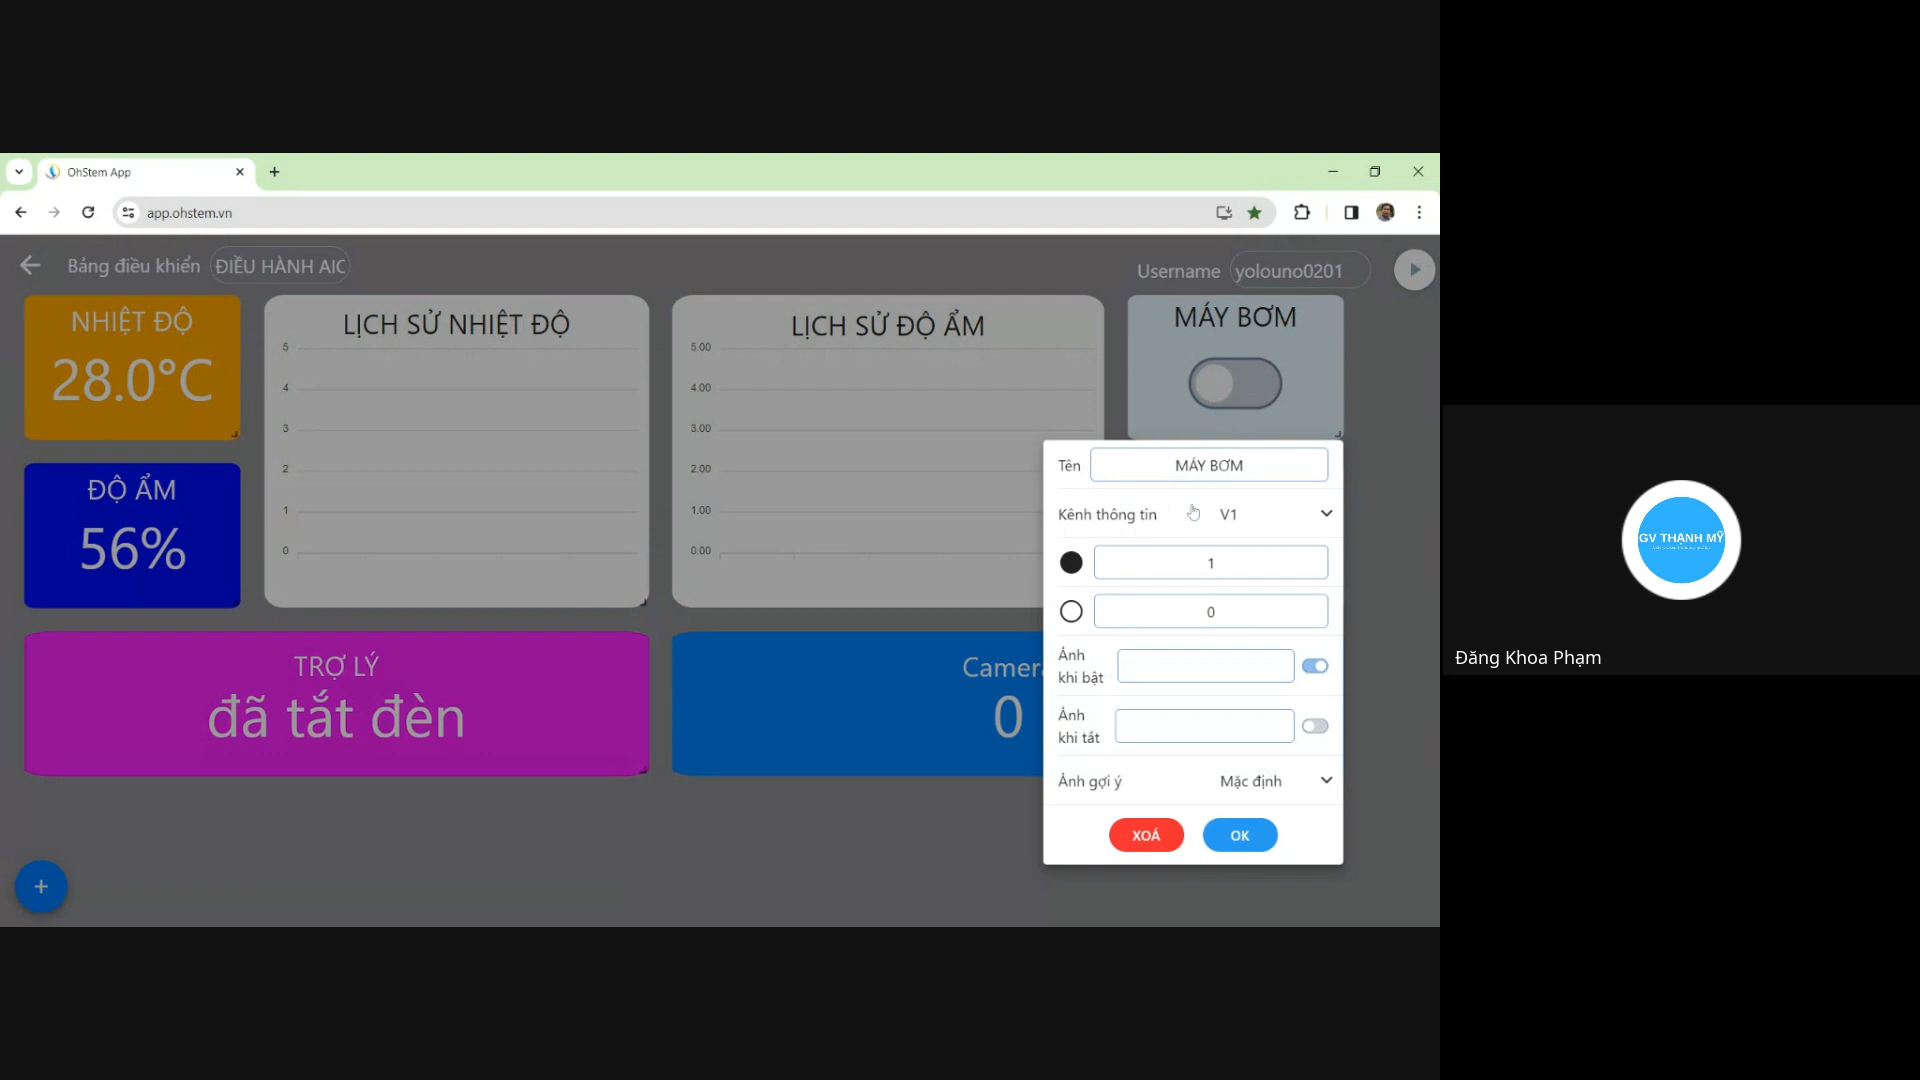 OhStem App
app.ohstem.vn
Bảng điều khiển
ĐIỀU HÀNH AIC
Username
yolouno0201
NHIỆT ĐỘ
28.0°C
LỊCH SỬ NHIỆT ĐỘ
5
4
3
2
1
0
LỊCH SỬ ĐỘ ẨM
5.00
4.00
3.00
2.00
1.00
0.00
MÁY BƠM
ĐỘ ẨM
56%
TRỢ LÝ
đã tắt đèn
Camer
0
Tên
MÁY BƠM
Kênh thông tin
V1
1
0
Ảnh
khi bật
Ảnh
khi tắt
Ảnh gợi ý
Mặc định
XOÁ
OK
+
GV THẠNH MỸ
Đăng Khoa Phạm